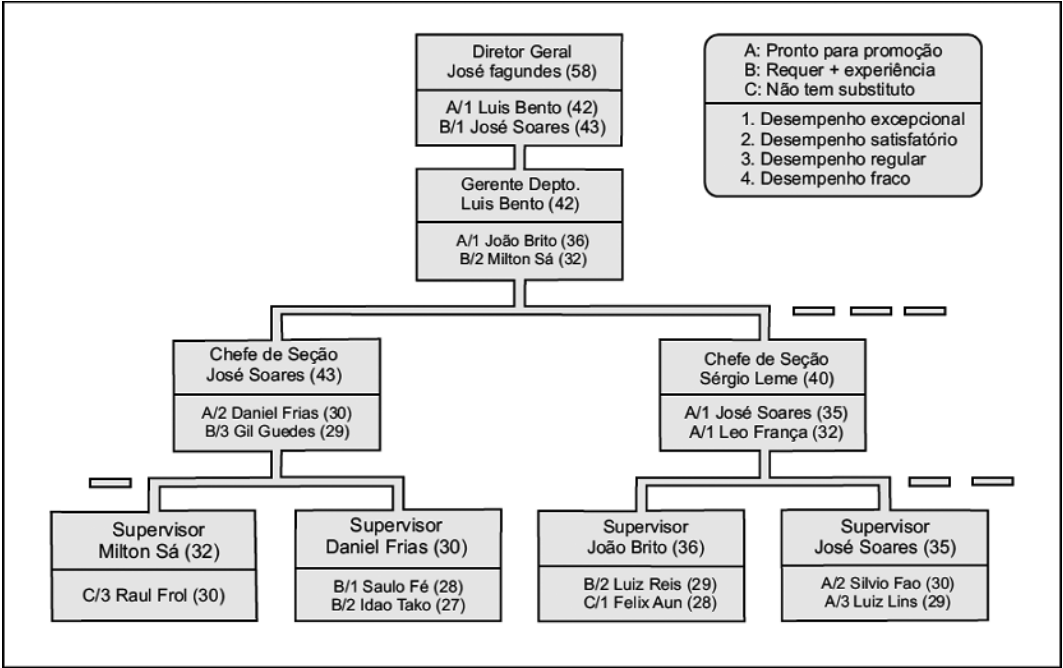 Diretor Geral
José fagundes (58)
A/1 Luis Bento (42)
B/1 José Soares (43)
A: Pronto para promoção
B: Requer + experiência
C: Não tem substituto
1. Desempenho excepcional
2. Desempenho satisfatório
3. Desempenho regular
4. Desempenho fraco
Gerente Depto.
Luis Bento (42)
A/1 João Brito (36)
B/2 Milton Sá (32)
Chefe de Seção
José Soares (43)
A/2 Daniel Frias (30)
B/3 Gil Guedes (29)
Chefe de Seção
Sérgio Leme (40)
A/1 José Soares (35)
A/1 Leo França (32)
Supervisor
Milton Sá (32)
C/3 Raul Frol (30)
Supervisor
Daniel Frias (30)
B/1 Saulo Fé (28)
B/2 Idao Tako (27)
Supervisor
João Brito (36)
B/2 Luiz Reis (29)
C/1 Felix Aun (28)
Supervisor
José Soares (35)
A/2 Silvio Fao (30)
A/3 Luiz Lins (29)